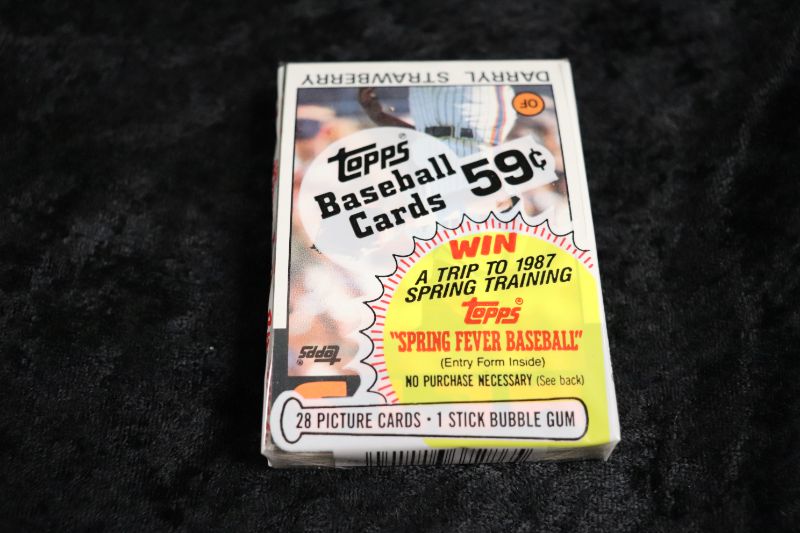 DARRYL STRAWBERRY
OF
Topps®
Baseball
Cards
59¢
WIN
A TRIP TO 1987
SPRING TRAINING
Topps®
"SPRING FEVER BASEBALL"
(Entry Form Inside)
NO PURCHASE NECESSARY (See back)
Topps®
28 PICTURE CARDS · 1 STICK BUBBLE GUM